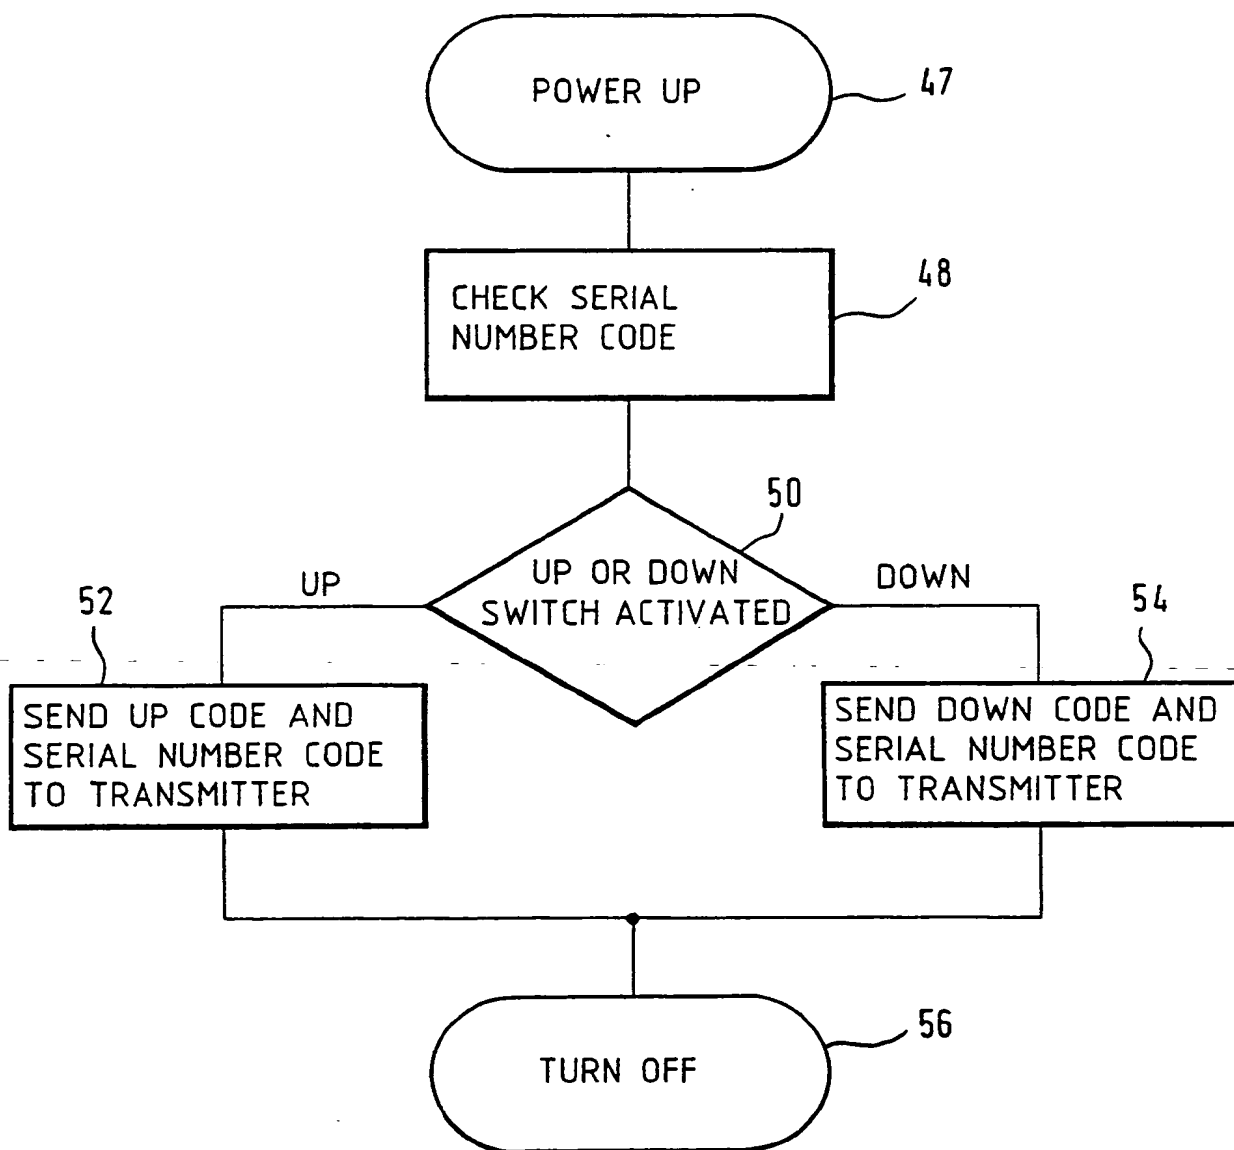 POWER UP
47
CHECK SERIAL
NUMBER CODE
48
50
UP OR DOWN
SWITCH ACTIVATED
UP
DOWN
52
SEND UP CODE AND
SERIAL NUMBER CODE
TO TRANSMITTER
54
SEND DOWN CODE AND
SERIAL NUMBER CODE
TO TRANSMITTER
TURN OFF
56